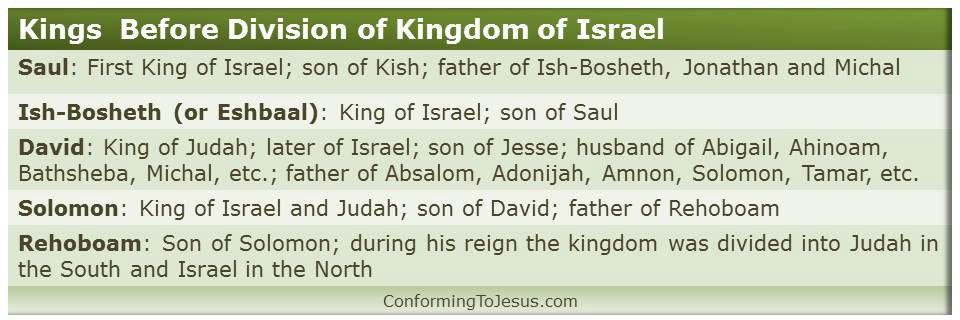 Kings Before Division of Kingdom of Israel
Saul: First King of Israel; son of Kish; father of Ish-Bosheth, Jonathan and Michal
Ish-Bosheth (or Eshbaal): King of Israel; son of Saul
David: King of Judah; later of Israel; son of Jesse; husband of Abigail, Ahinoam,
Bathsheba, Michal, etc.; father of Absalom, Adonijah, Amnon, Solomon, Tamar, etc.
Solomon: King of Israel and Judah; son of David; father of Rehoboam
Rehoboam: Son of Solomon; during his reign the kingdom was divided into Judah in
the South and Israel in the North
ConformingToJesus.com